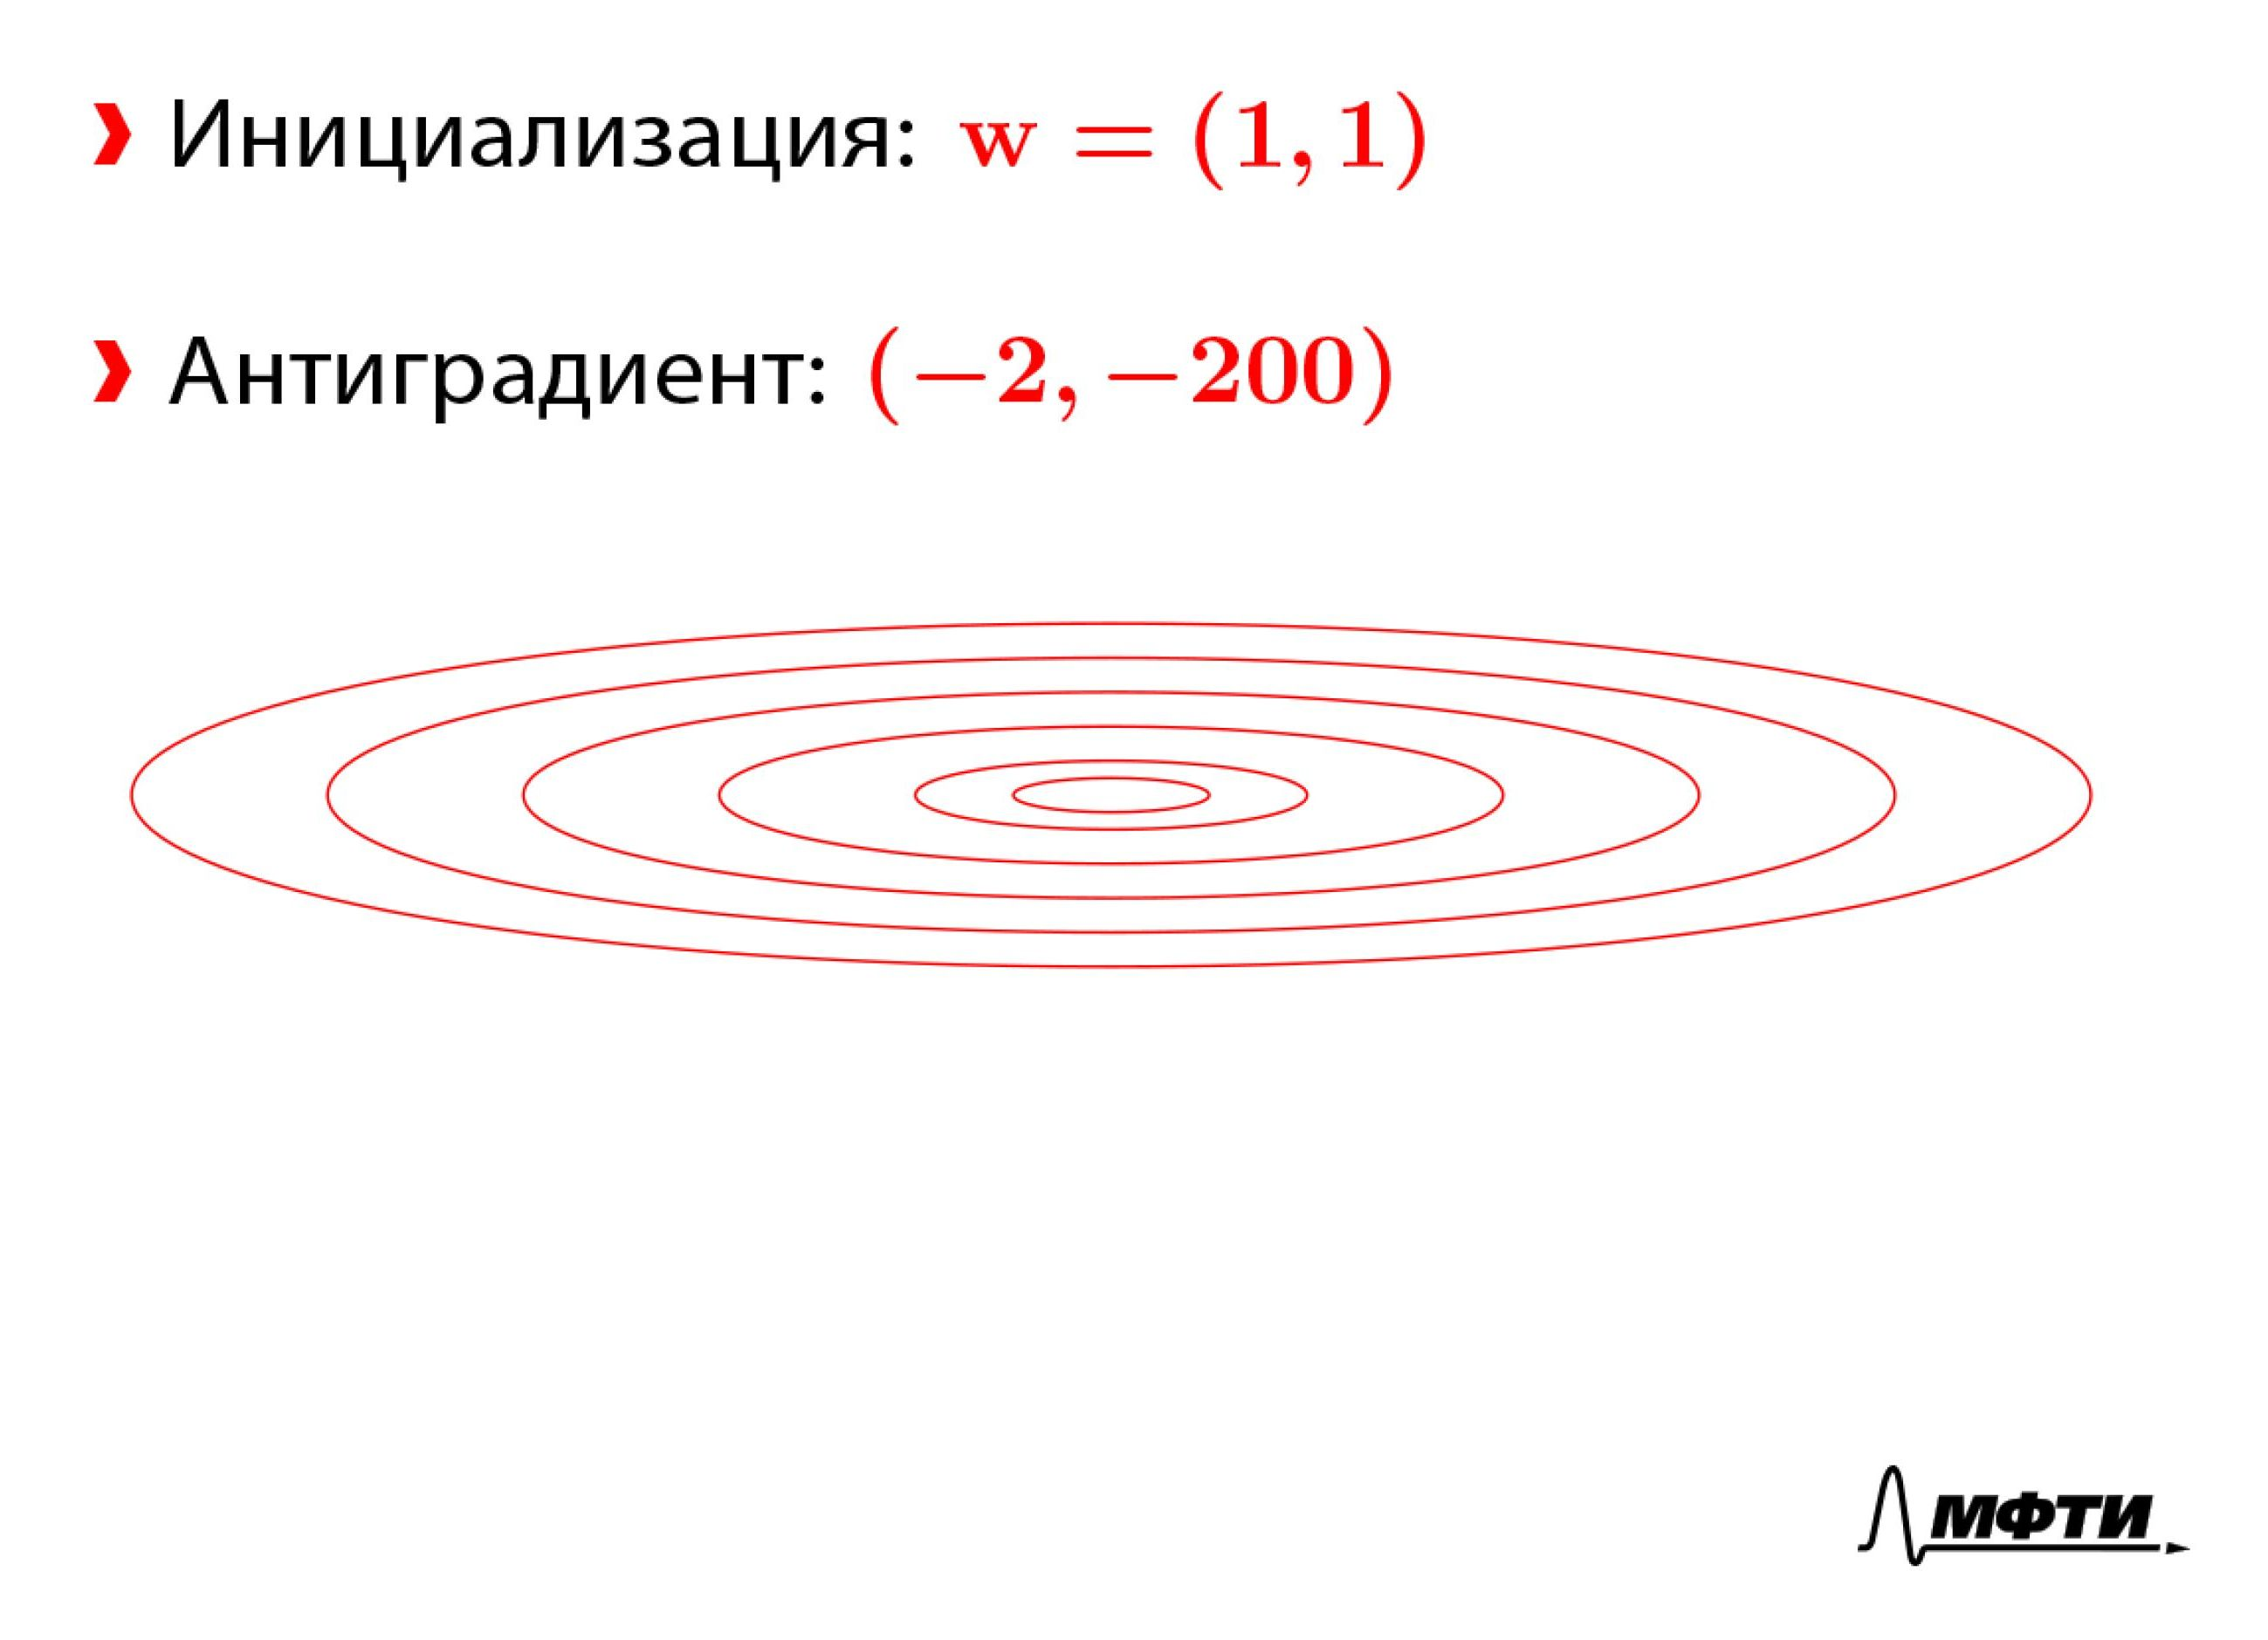 Инициализация: w = (1, 1)
Антиградиент: (−2, −200)
МФТИ